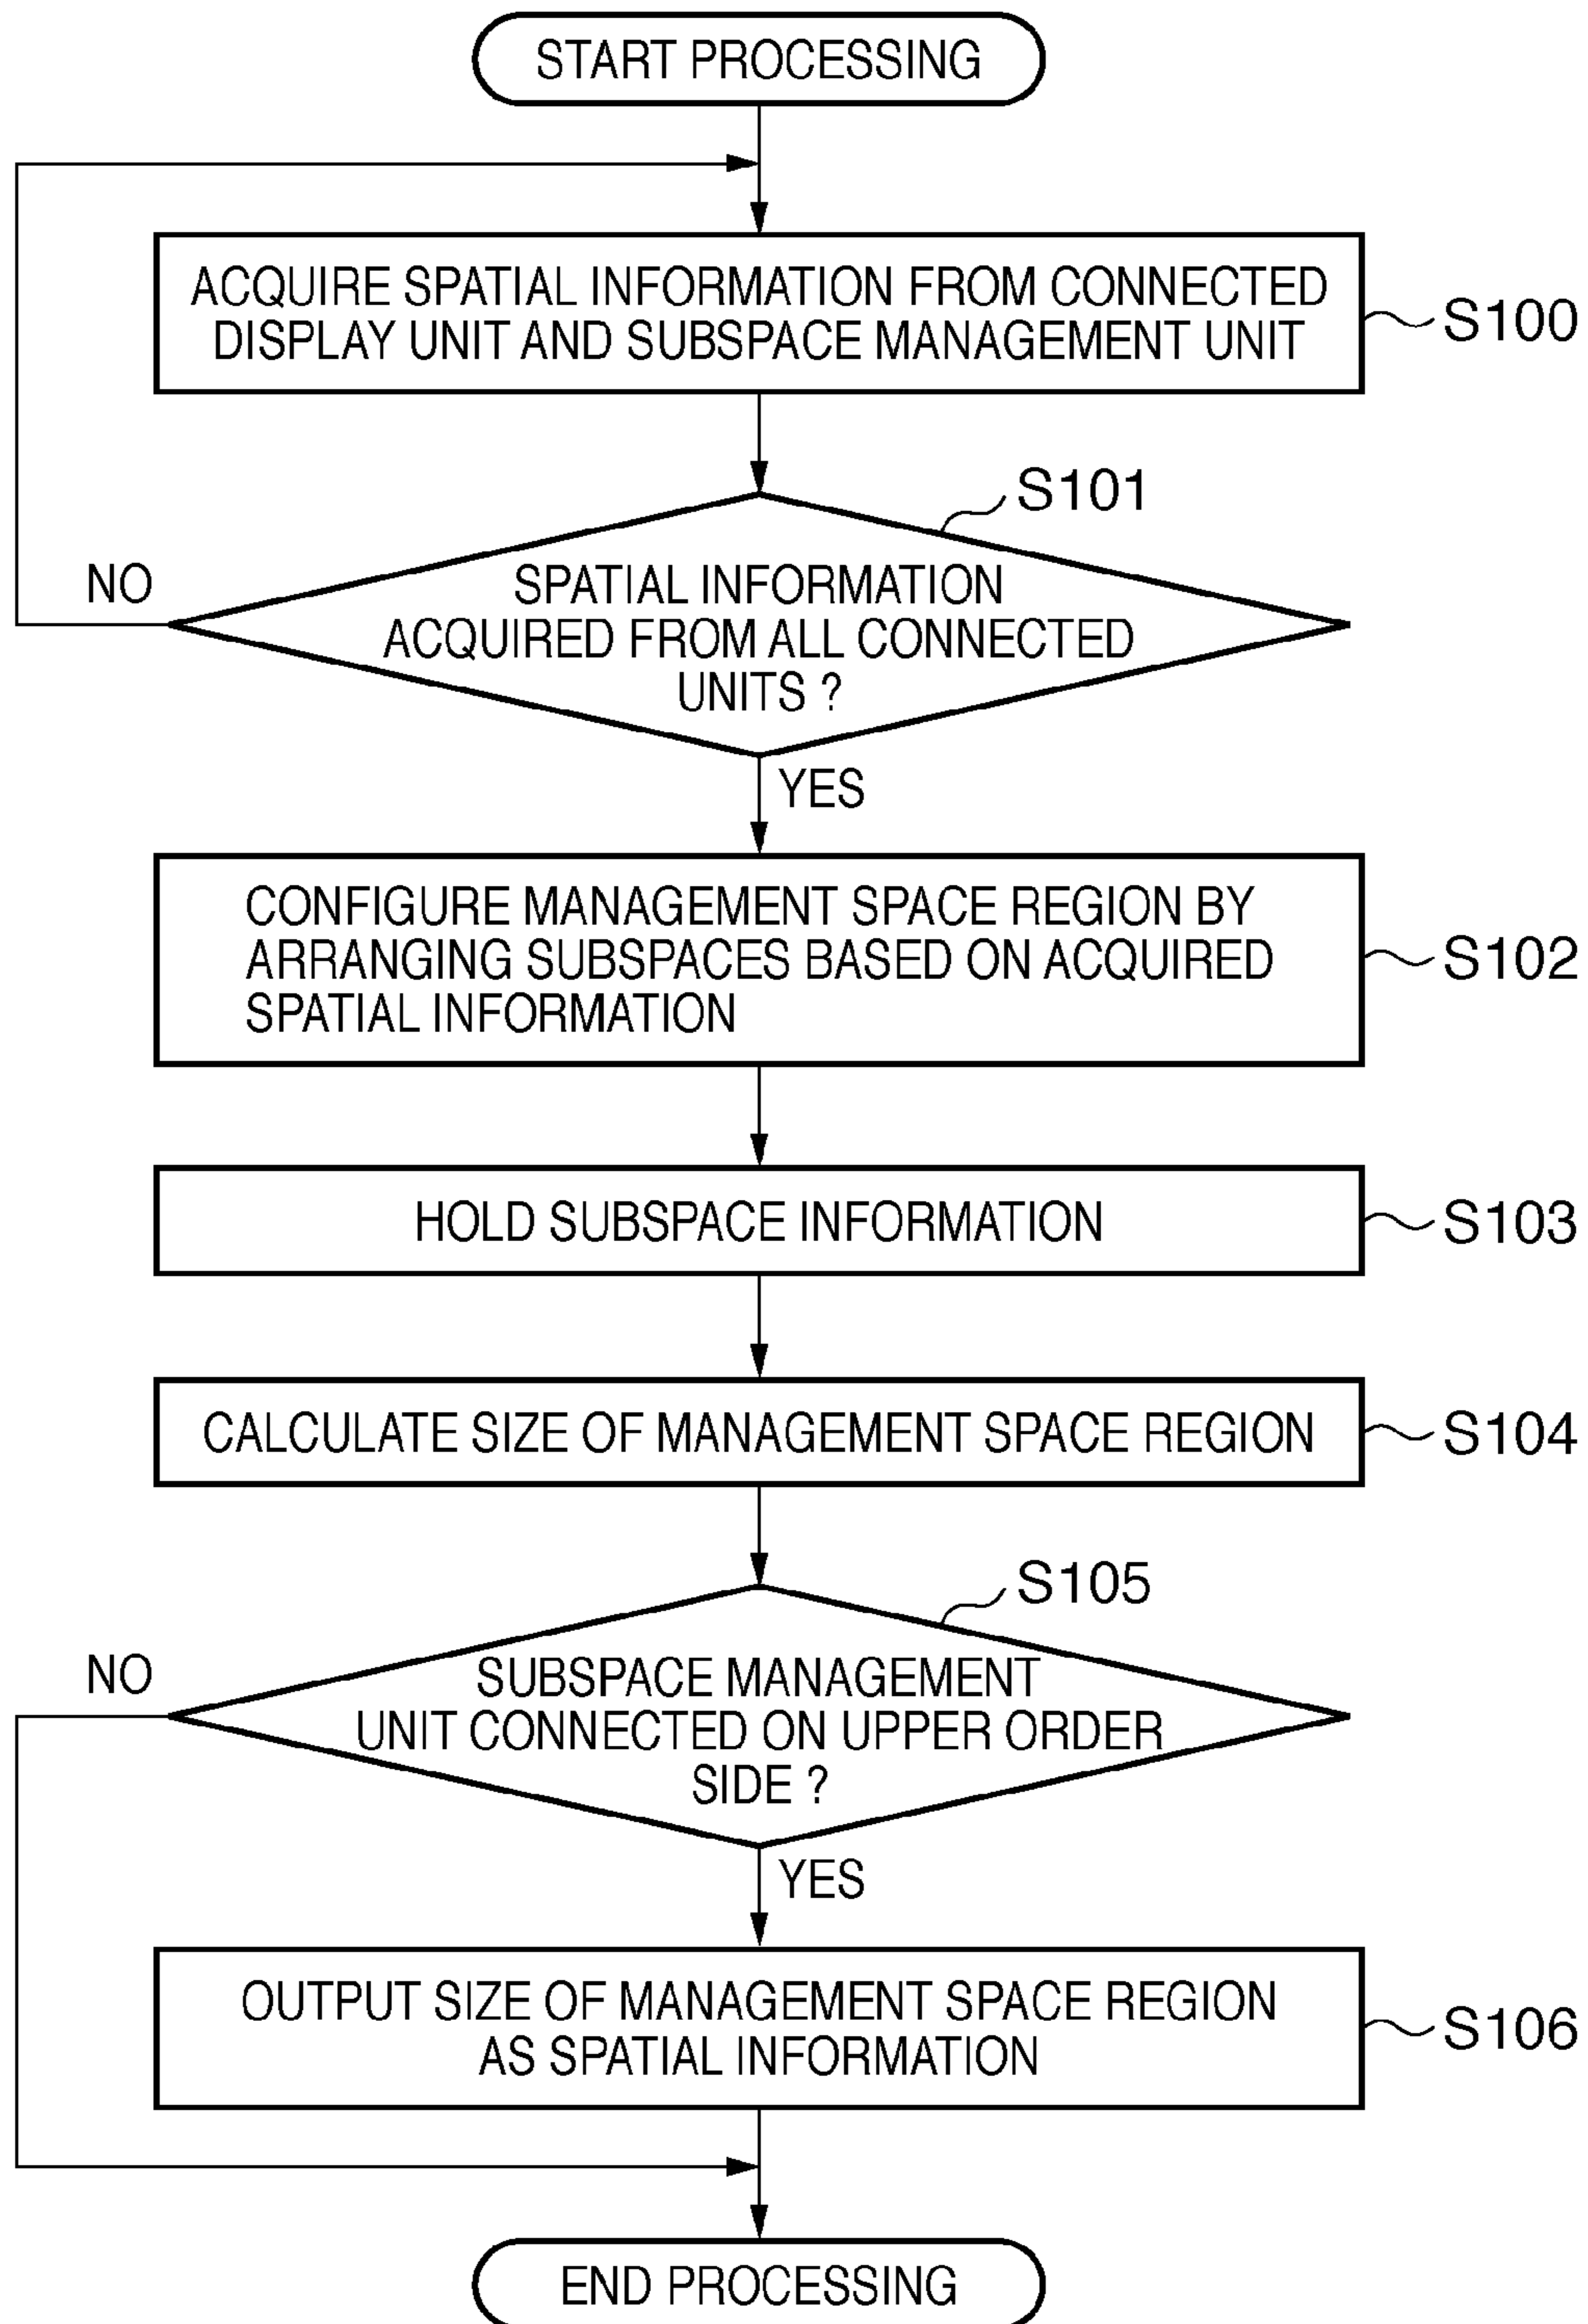 START PROCESSING
ACQUIRE SPATIAL INFORMATION FROM CONNECTED
DISPLAY UNIT AND SUBSPACE MANAGEMENT UNIT
S100
S101
SPATIAL INFORMATION
ACQUIRED FROM ALL CONNECTED
UNITS ?
NO
YES
CONFIGURE MANAGEMENT SPACE REGION BY
ARRANGING SUBSPACES BASED ON ACQUIRED
SPATIAL INFORMATION
S102
HOLD SUBSPACE INFORMATION
S103
CALCULATE SIZE OF MANAGEMENT SPACE REGION
S104
S105
SUBSPACE MANAGEMENT
UNIT CONNECTED ON UPPER ORDER
SIDE ?
NO
YES
OUTPUT SIZE OF MANAGEMENT SPACE REGION
AS SPATIAL INFORMATION
S106
END PROCESSING